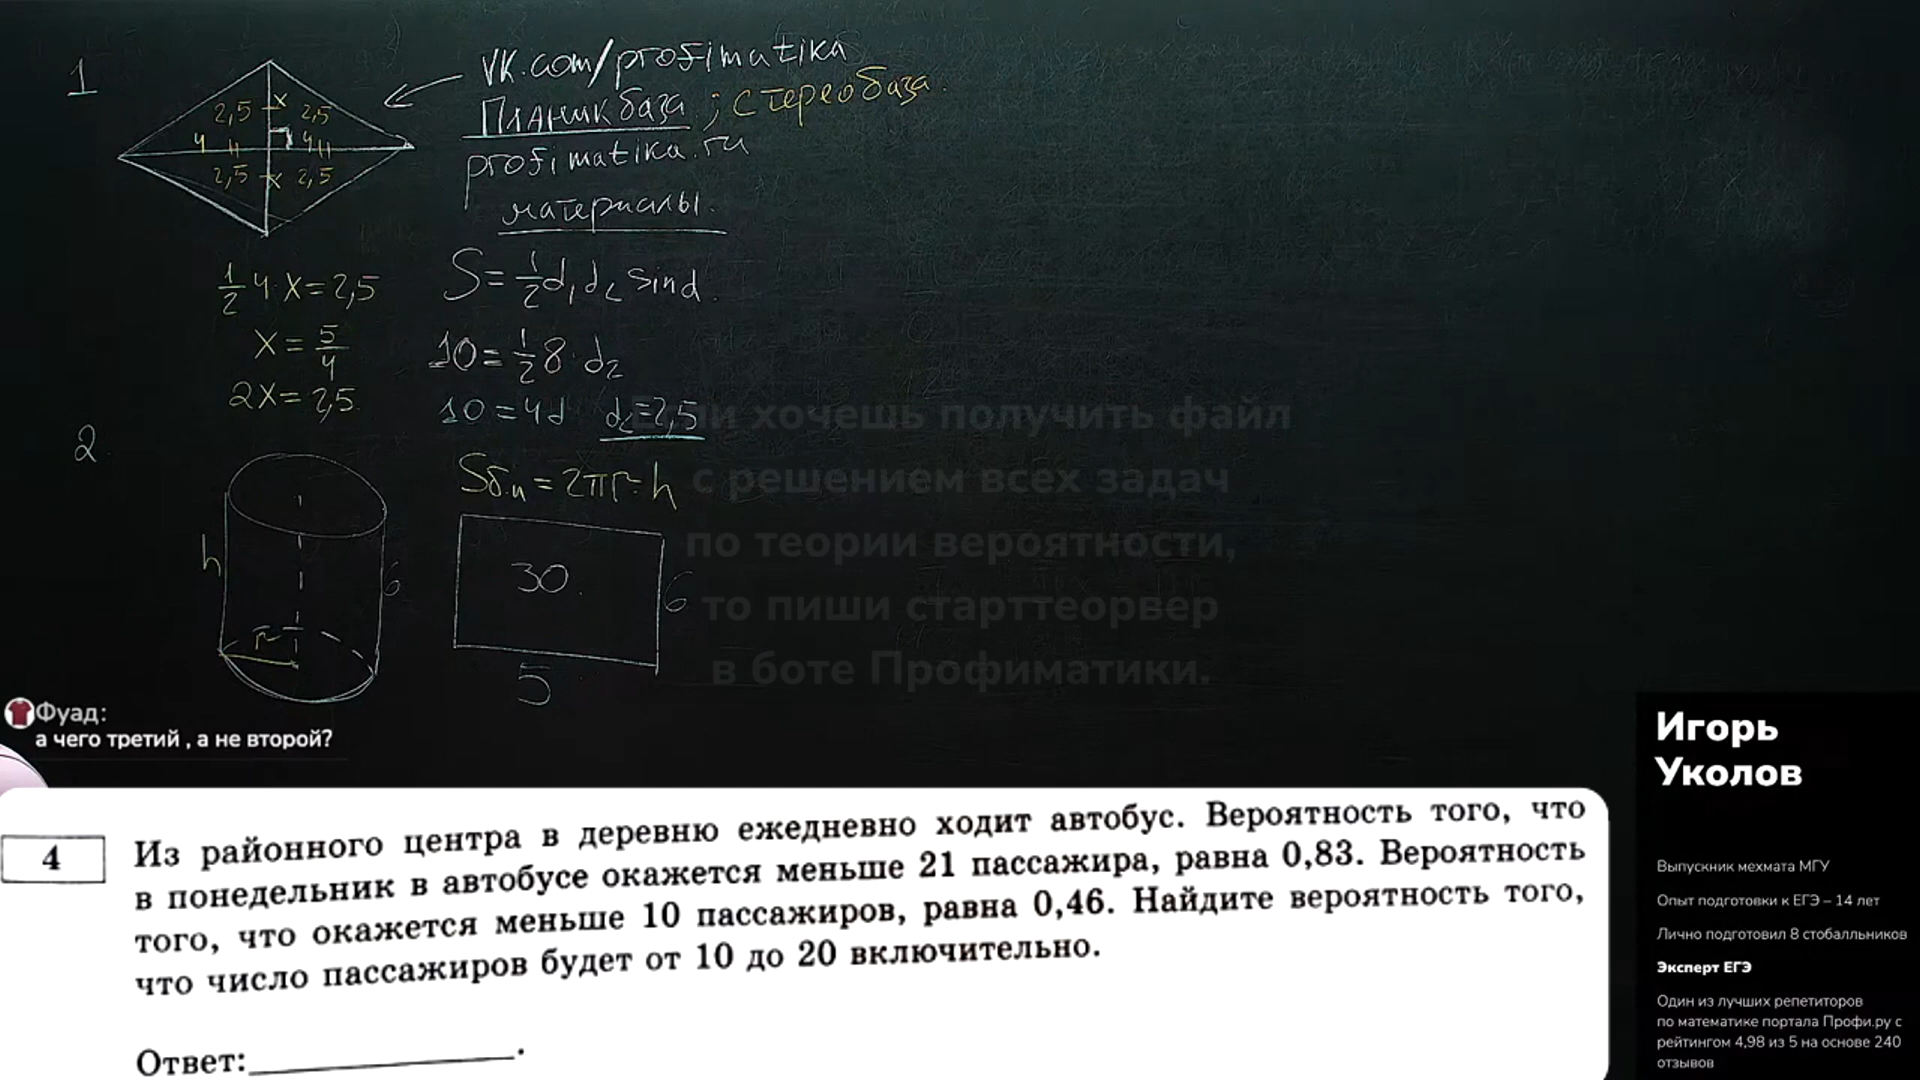 1
VK.com/profimatika
Планик база ; стереобаза.
profimatika.ru
материалы.
2,5 x 2,5
4 4
2,5 x 2,5
1/2 4·x=2,5
x=5/4
2x=2,5
S=1/2 d₁d₂ sinα.
10=1/2 8·d₂
10=4d d₂=2,5
2
Sб.п=2πr·h
h
6
r
30.
6
5
Если хочешь получить файл
с решением всех задач
по теории вероятности,
то пиши старттеорвер
в боте Профиматики.
Фуад:
а чего третий , а не второй?
4
Из районного центра в деревню ежедневно ходит автобус. Вероятность того, что
в понедельник в автобусе окажется меньше 21 пассажира, равна 0,83. Вероятность
того, что окажется меньше 10 пассажиров, равна 0,46. Найдите вероятность того,
что число пассажиров будет от 10 до 20 включительно.
Ответ:
Игорь
Уколов
Выпускник мехмата МГУ
Опыт подготовки к ЕГЭ – 14 лет
Лично подготовил 8 стобалльников
Эксперт ЕГЭ
Один из лучших репетиторов
по математике портала Профи.ру с
рейтингом 4,98 из 5 на основе 240
отзывов